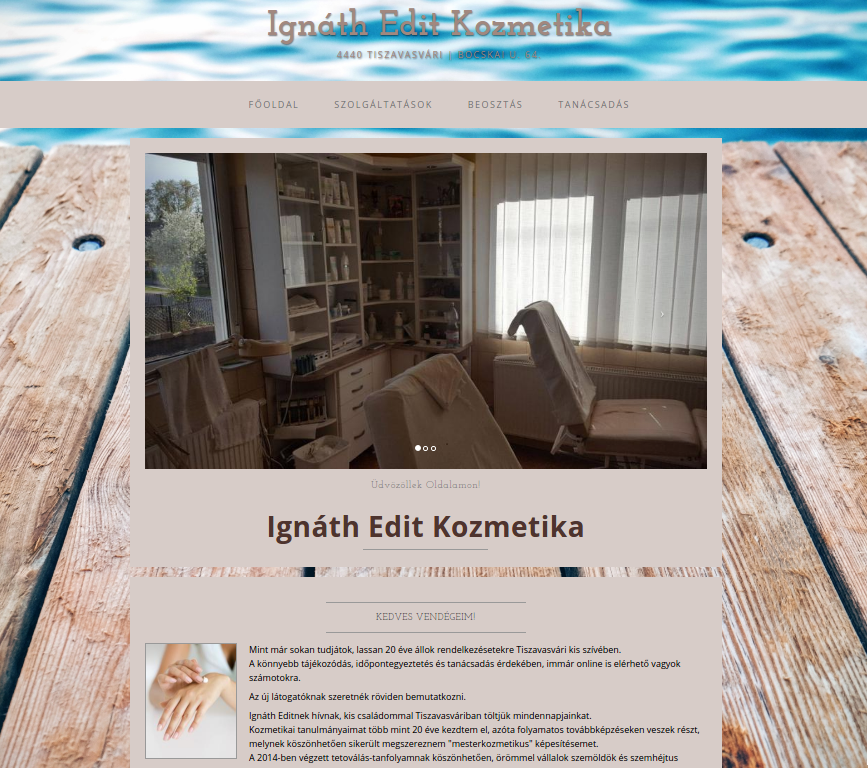 Ignáth Edit Kozmetika
4440 TISZAVASVÁRI | BOCSKAI U.
FŐOLDAL SZOLGÁLTATÁSOK BEOSZTÁS TANÁCSADÁS
Üdvözöllek Oldalamon!
Ignáth Edit Kozmetika
KEDVES VENDÉGEIM!
Mint már sokan tudjátok, lassan 20 éve állok rendelkezésetekre Tiszavasvári kis szívében.
A könnyebb tájékozódás, időpontegyeztetés és tanácsadás érdekében, immár online is elérhető vagyok
számotokra.
Az új látogatóknak szeretnék röviden bemutatkozni.
Ignáth Editnek hívnak, kis családommal Tiszavasváriban töltjük mindennapjainkat.
Kozmetikai tanulmányaimat több mint 20 éve kezdtem el, azóta folyamatos továbbképzéseken veszek részt,
melynek köszönhetően sikerült megszereznem "mesterkozmetikus" képesítésemet.
A 2014-ben végzett tetoválás-tanfolyamnak köszönhetően, örömmel vállalok szemöldök és szemhéjtus